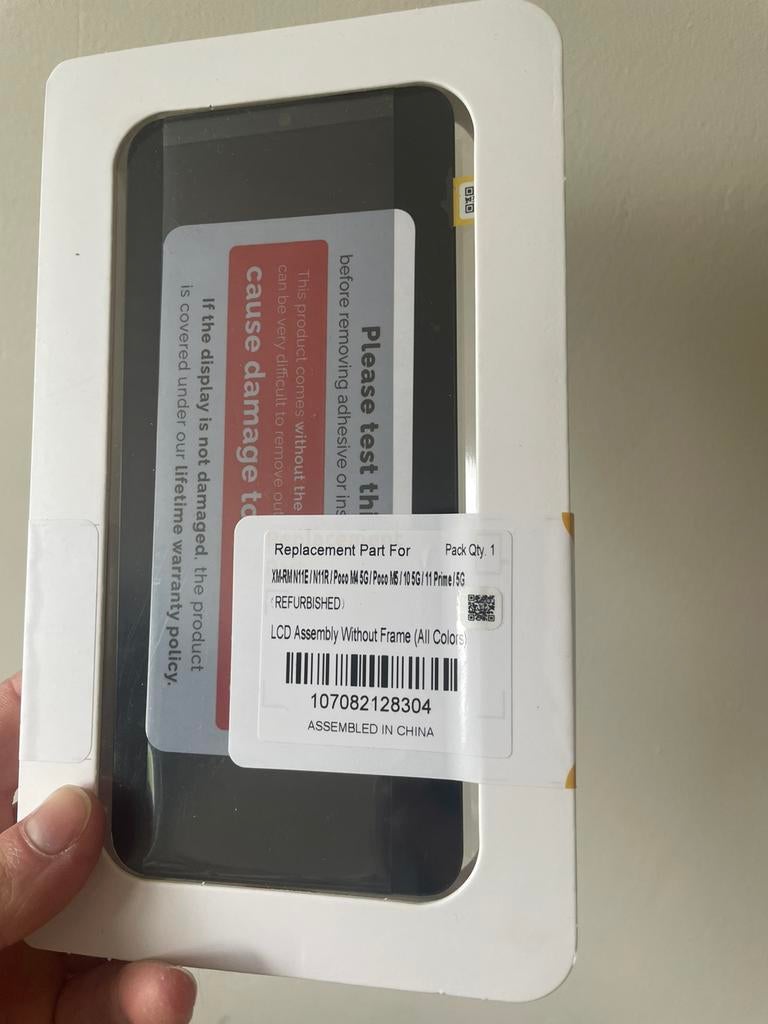 Please test thi
before removing adhesive or ins
This product comes without the
can be very difficult to remove ou
cause damage to
If the display is not damaged, the product
is covered under our lifetime warranty policy.
Replacement Part For Pack Qty. 1
XM-RM N11E / N11R / Poco M4 5G / Poco M5 / 10 5G / 11 Prime / 5G
(REFURBISHED)
LCD Assembly Without Frame (All Colors)
107082128304
ASSEMBLED IN CHINA